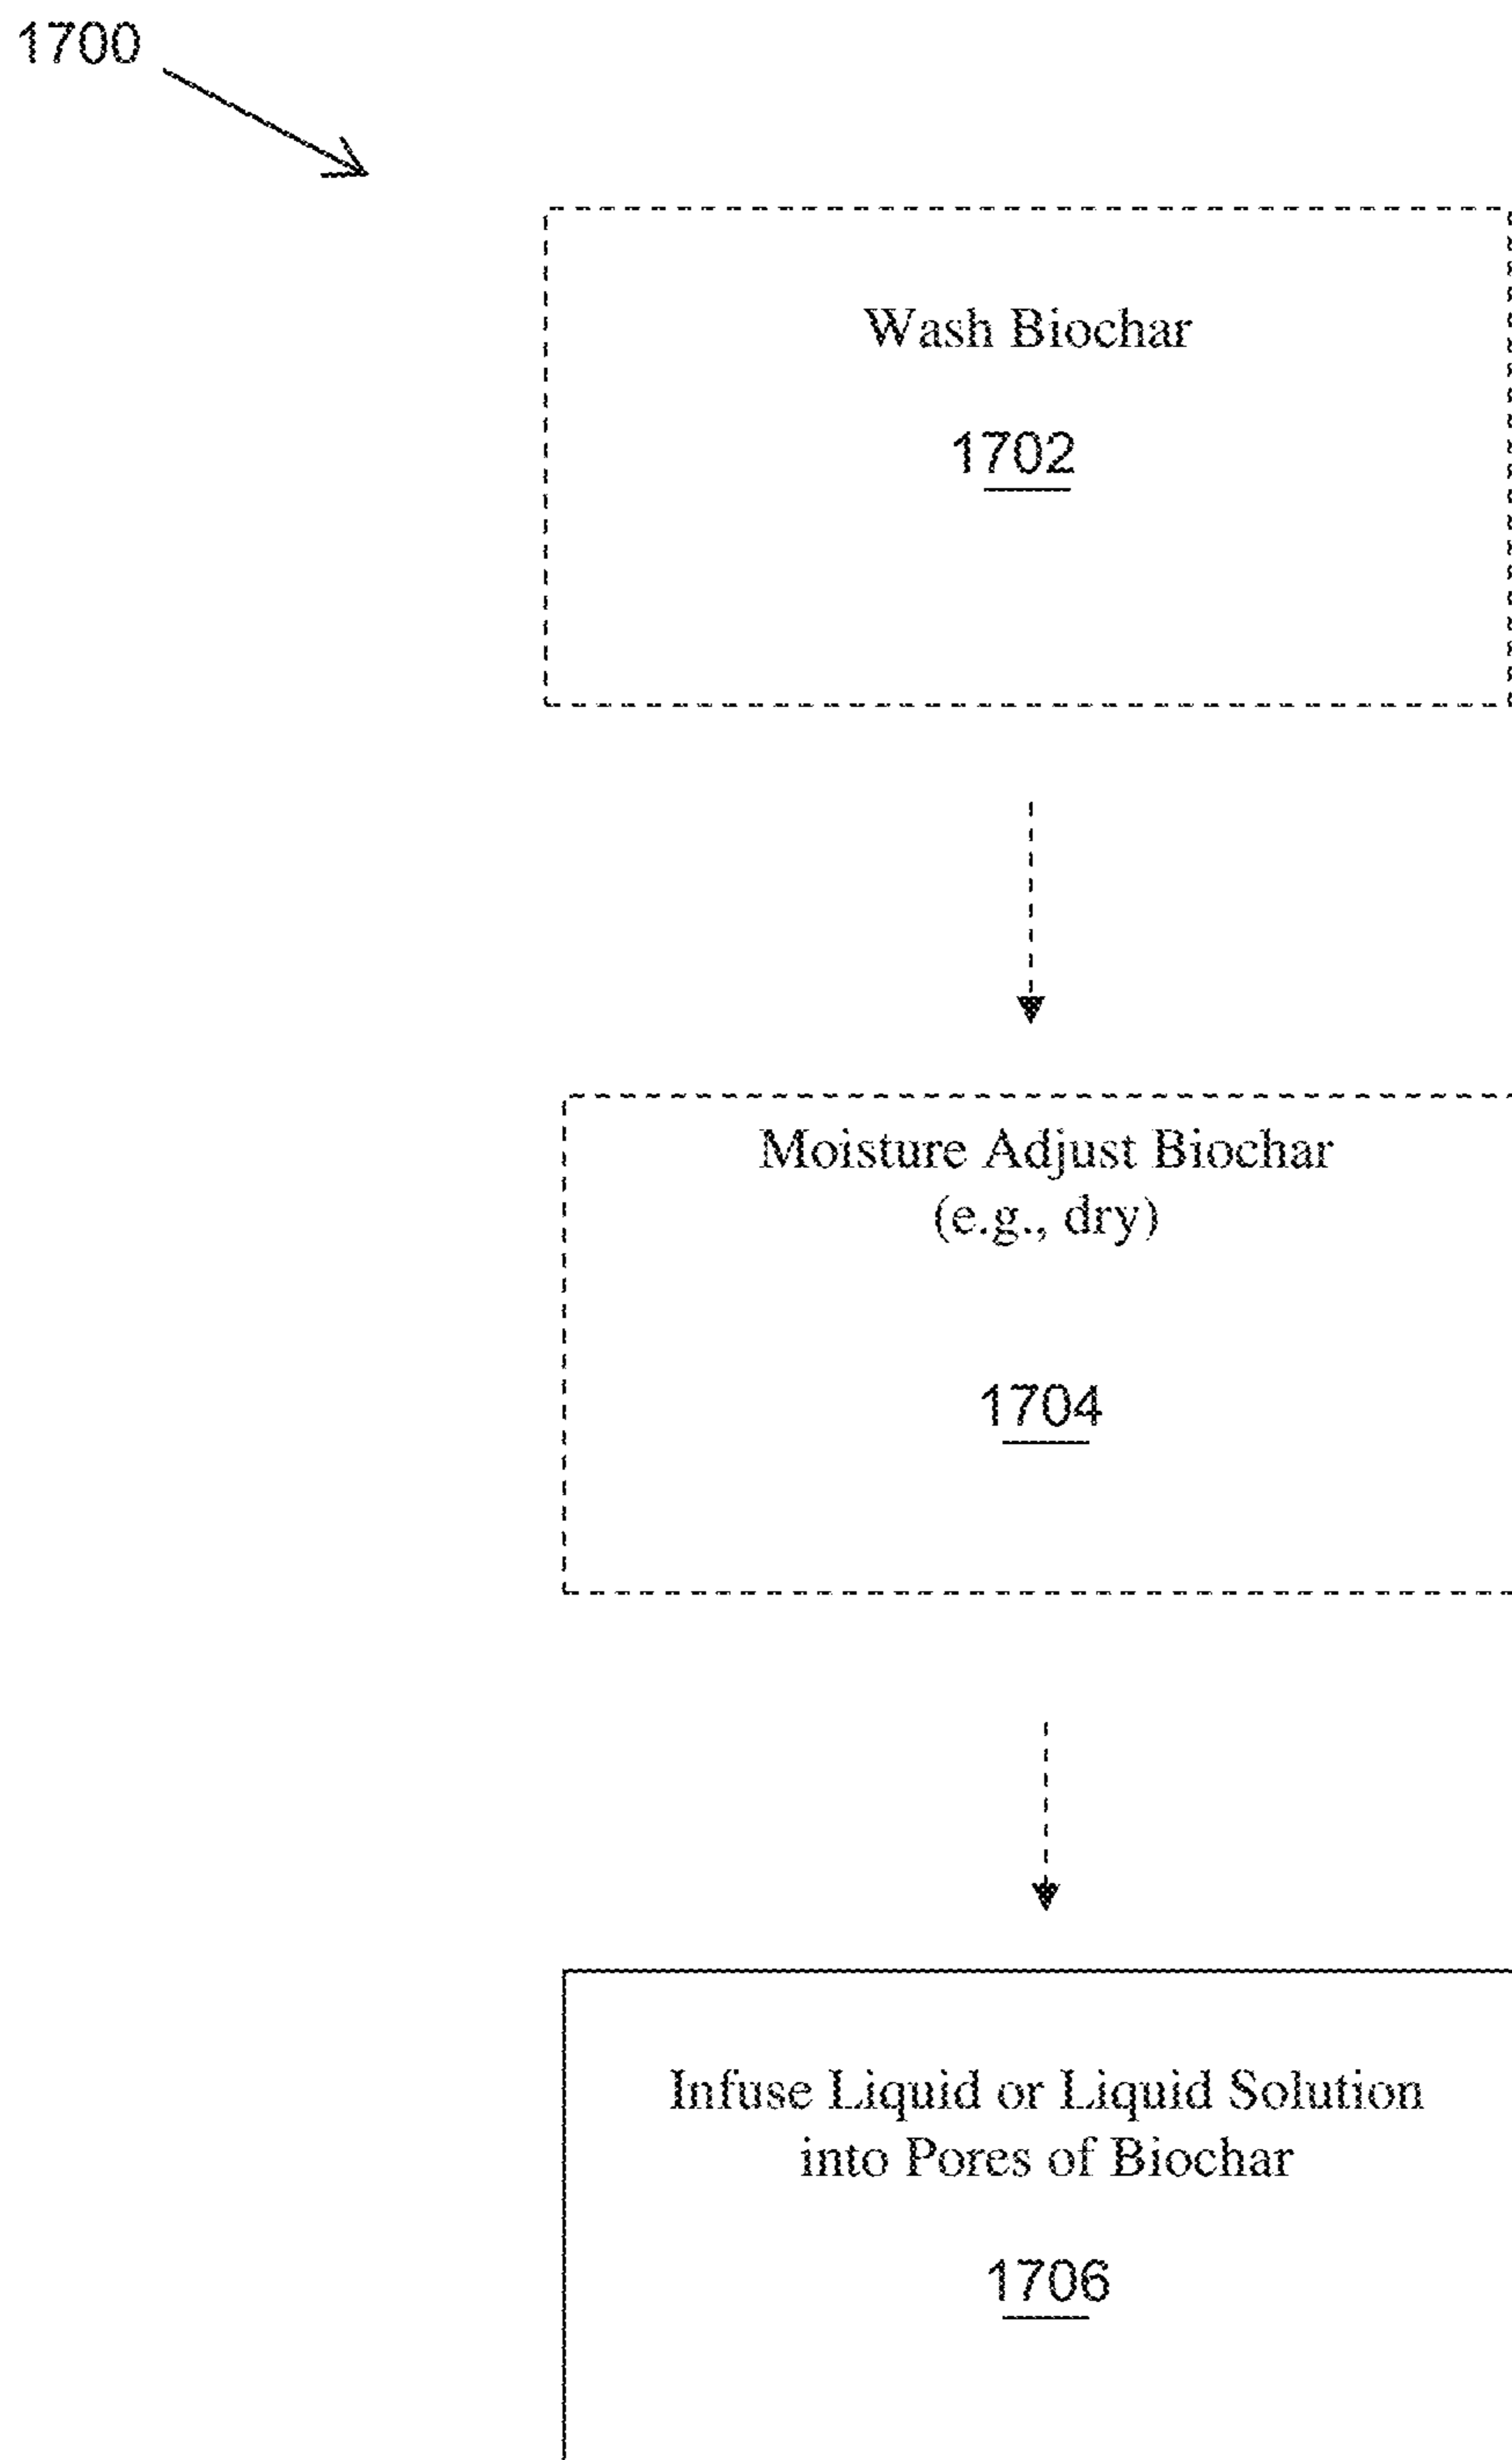 1700
Wash Biochar
1702
Moisture Adjust Biochar
(e.g., dry)
1704
Infuse Liquid or Liquid Solution
into Pores of Biochar
1706